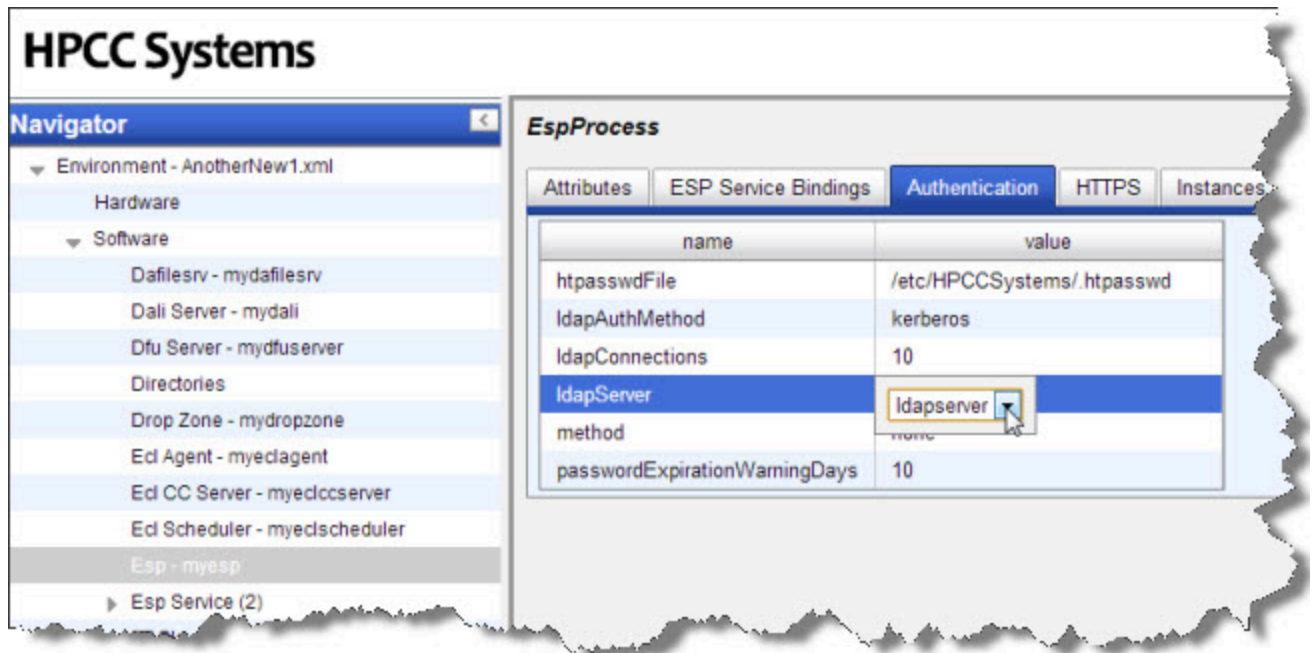 HPCC Systems
Navigator
Environment - AnotherNew1.xml
Hardware
Software
Dafilesrv - mydafilesrv
Dali Server - mydali
Dfu Server - mydfuserver
Directories
Drop Zone - mydropzone
Ecl Agent - myeclagent
Ecl CC Server - myeclccserver
Ecl Scheduler - myeclscheduler
Esp - myesp
Esp Service (2)
EspProcess
Attributes ESP Service Bindings Authentication HTTPS Instances
name value
htpasswdFile /etc/HPCCSystems/.htpasswd
ldapAuthMethod kerberos
ldapConnections 10
ldapServer ldapserver
method none
passwordExpirationWarningDays 10